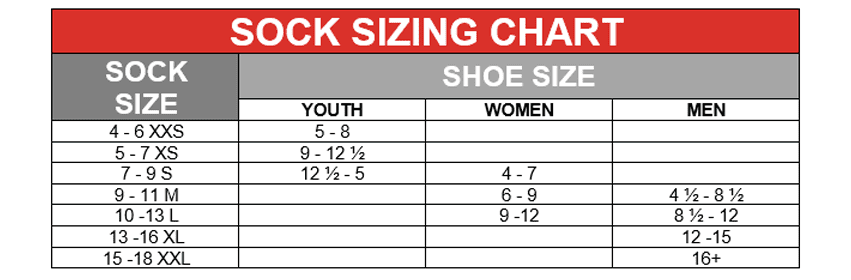 SOCK SIZING CHART
SOCK SIZE SHOE SIZE
YOUTH WOMEN MEN
4 - 6 XXS 5 - 8
5 - 7 XS 9 - 12 ½
7 - 9 S 12 ½ - 5 4 - 7
9 - 11 M 6 - 9 4 ½ - 8 ½
10 -13 L 9 -12 8 ½ - 12
13 -16 XL 12 -15
15 -18 XXL 16+